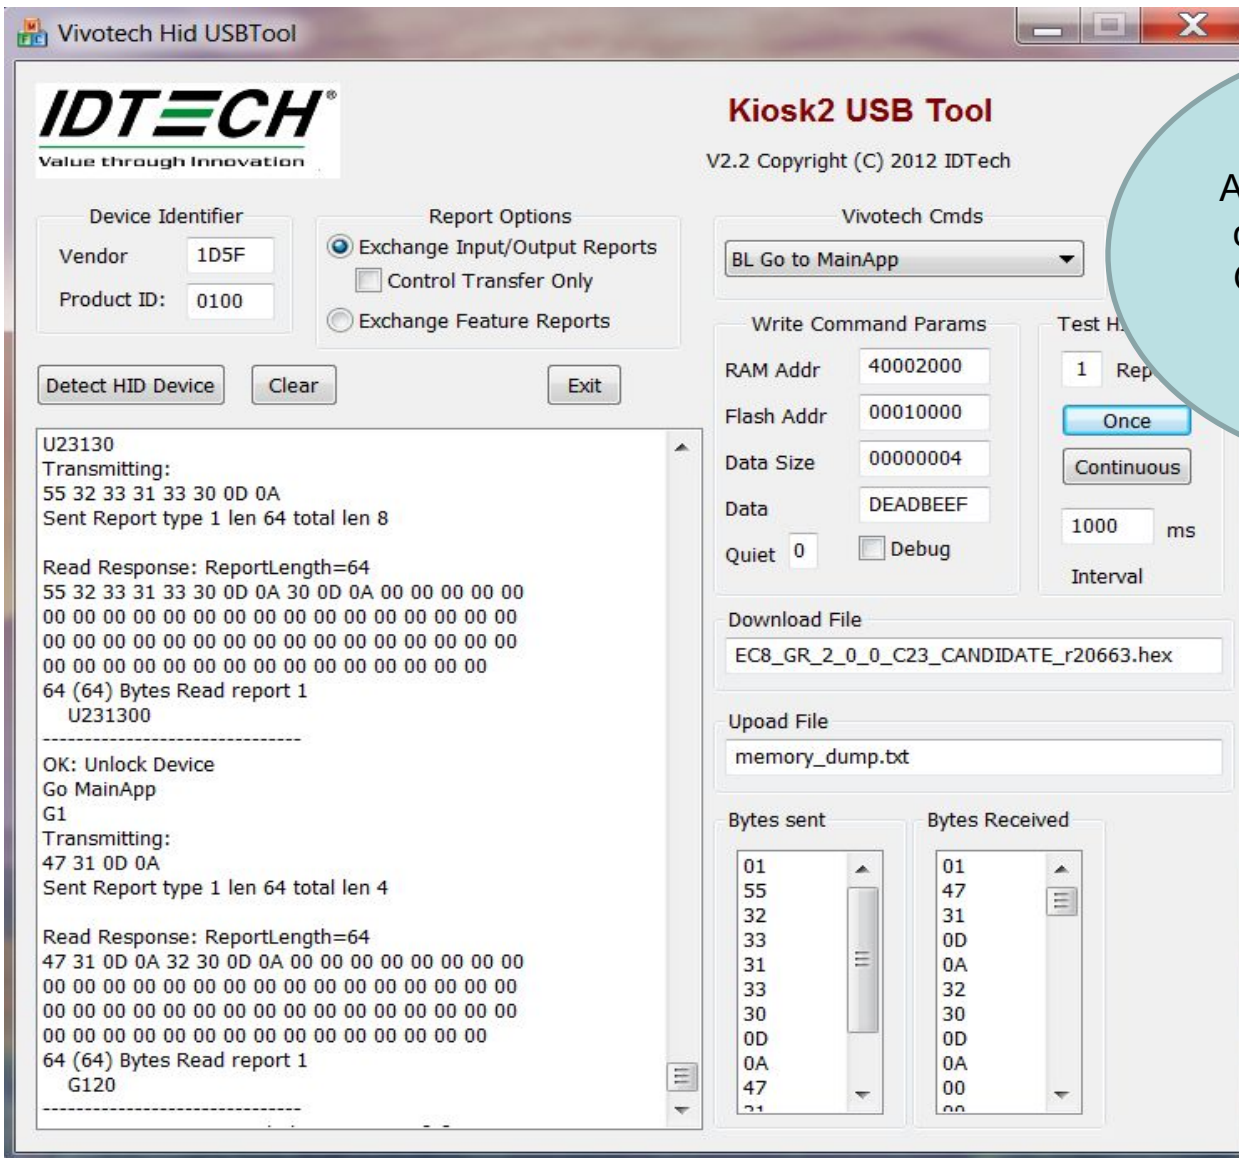 Vivotech Hid USBTool
IDTECH®
Value through Innovation
Kiosk2 USB Tool
V2.2 Copyright (C) 2012 IDTech
Device Identifier
Vendor 1D5F
Product ID: 0100
Report Options
Exchange Input/Output Reports
Control Transfer Only
Exchange Feature Reports
Vivotech Cmds
BL Go to MainApp
Detect HID Device
Clear
Exit
Write Command Params
RAM Addr 40002000
Flash Addr 00010000
Data Size 00000004
Data DEADBEEF
Quiet 0 Debug
Test
1 Rep
Once
Continuous
1000 ms
Interval
U23130
Transmitting:
55 32 33 31 33 30 0D 0A
Sent Report type 1 len 64 total len 8
Read Response: ReportLength=64
55 32 33 31 33 30 0D 0A 30 0D 0A 00 00 00 00 00
00 00 00 00 00 00 00 00 00 00 00 00 00 00 00 00
00 00 00 00 00 00 00 00 00 00 00 00 00 00 00 00
00 00 00 00 00 00 00 00 00 00 00 00 00 00 00
64 (64) Bytes Read report 1
U231300
-------------------------------
OK: Unlock Device
Go MainApp
G1
Transmitting:
47 31 0D 0A
Sent Report type 1 len 64 total len 4
Read Response: ReportLength=64
47 31 0D 0A 32 30 0D 0A 00 00 00 00 00 00 00 00
00 00 00 00 00 00 00 00 00 00 00 00 00 00 00 00
00 00 00 00 00 00 00 00 00 00 00 00 00 00 00 00
00 00 00 00 00 00 00 00 00 00 00 00 00 00 00
64 (64) Bytes Read report 1
G120
-------------------------------
Download File
EC8_GR_2_0_0_C23_CANDIDATE_r20663.hex
Upoad File
memory_dump.txt
Bytes sent
01
55
32
33
31
33
30
0D
0A
47
Bytes Received
01
47
31
0D
0A
32
30
0D
0A
00